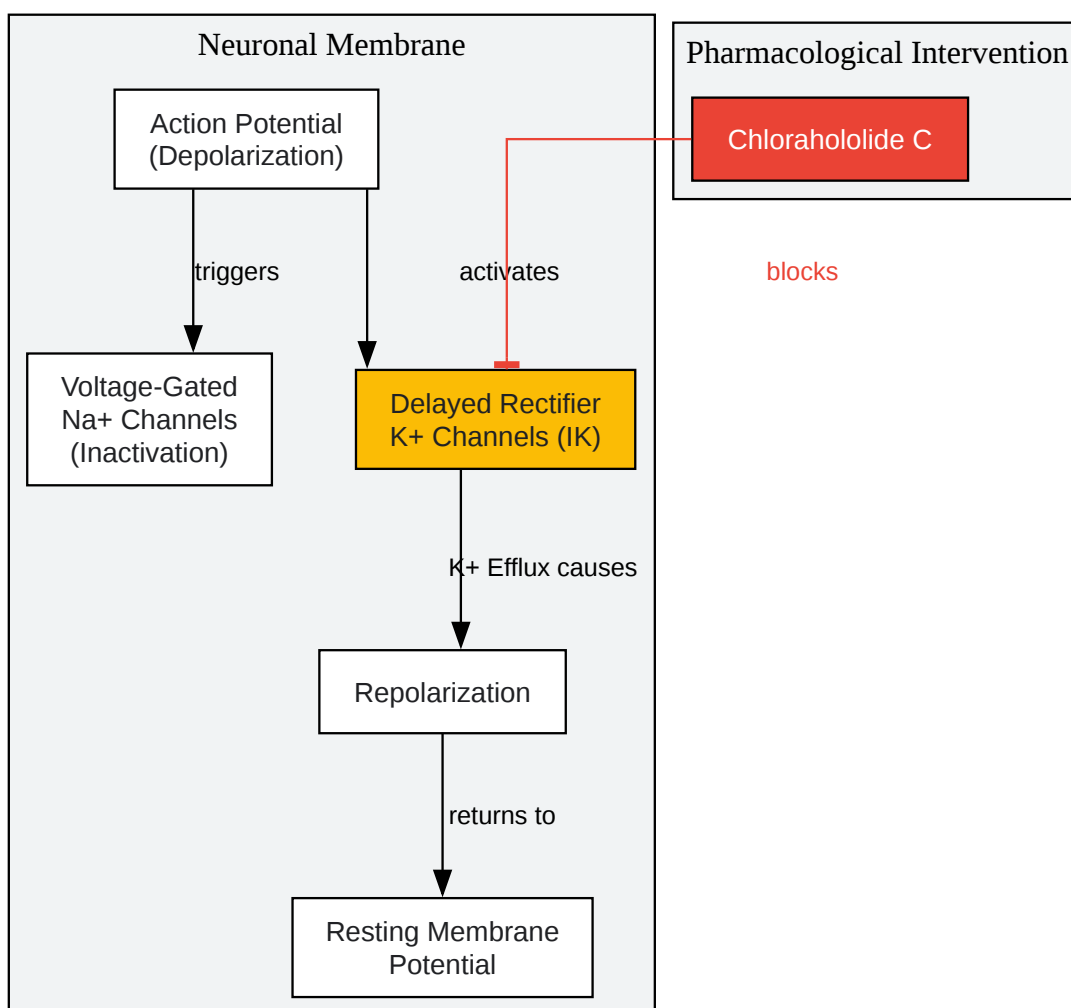 Neuronal Membrane
Pharmacological Intervention
Action Potential
(Depolarization)
Chlorahololide C
triggers
activates
blocks
Voltage-Gated
Na+ Channels
(Inactivation)
Delayed Rectifier
K+ Channels (IK)
K+ Efflux causes
Repolarization
returns to
Resting Membrane
Potential